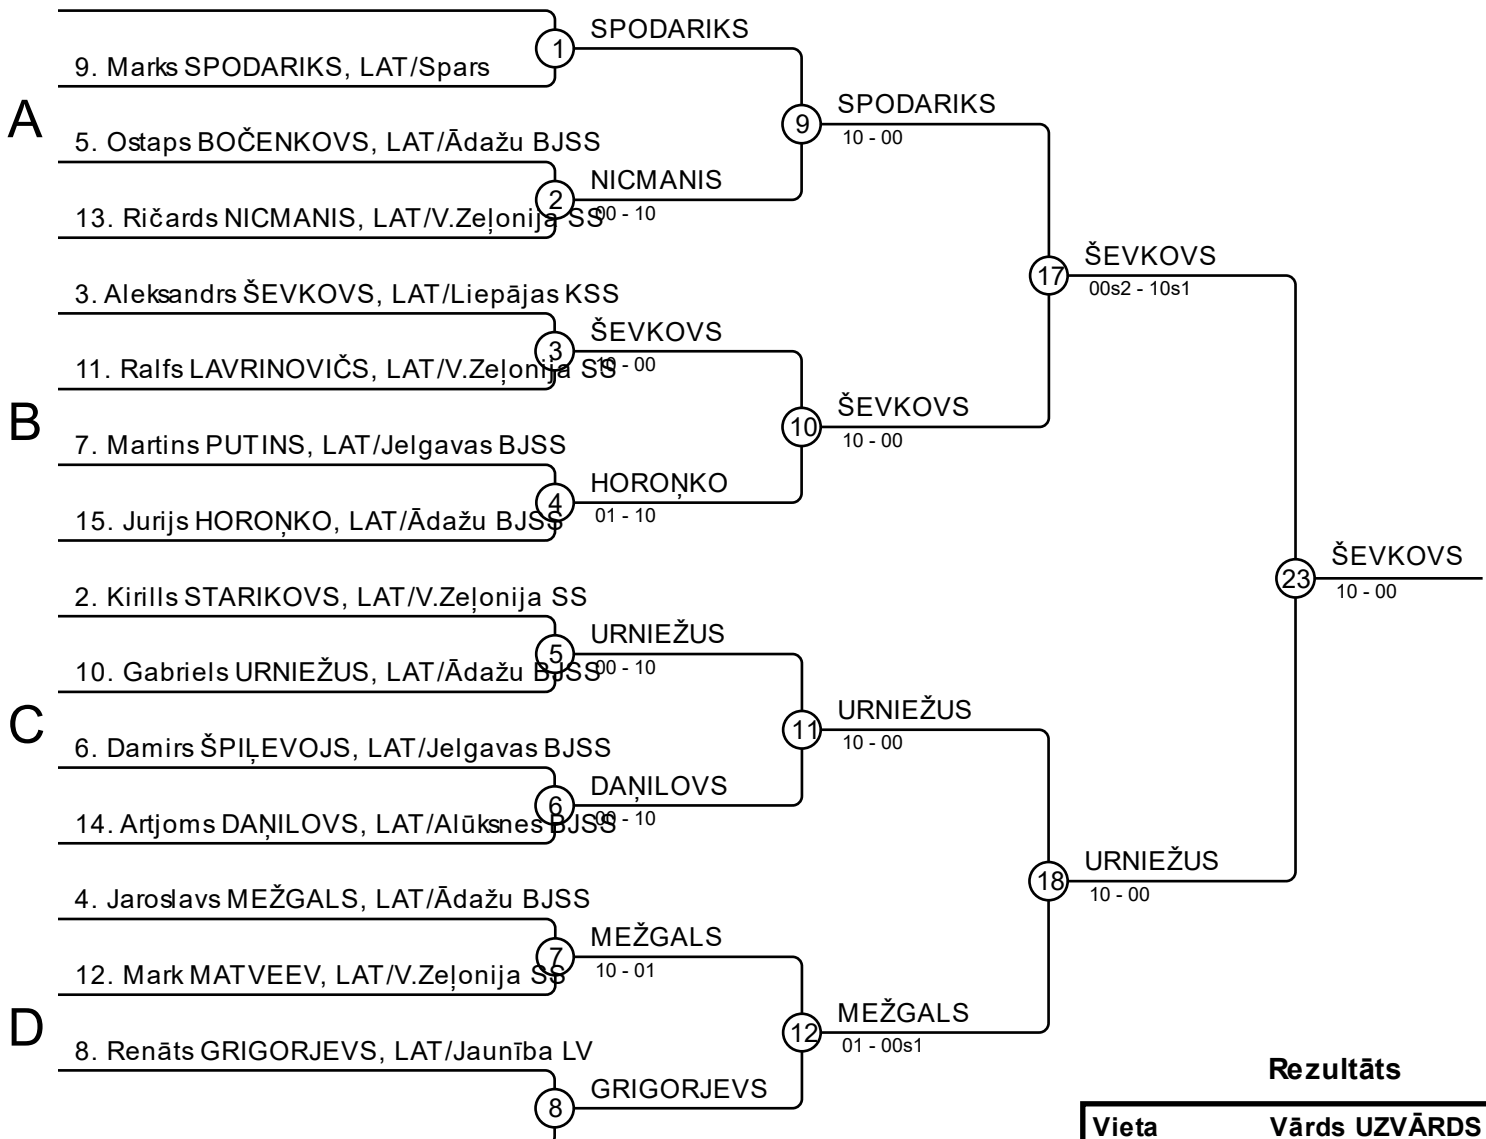 SPODARIKS
1
9. Marks SPODARIKS, LAT/Spars
A
SPODARIKS
9
10 - 00
5. Ostaps BOČENKOVS, LAT/Ādažu BJSS
NICMANIS
2
00 - 10
13. Ričards NICMANIS, LAT/V.Zeļonija SS
ŠEVKOVS
17
00s2 - 10s1
3. Aleksandrs ŠEVKOVS, LAT/Liepājas KSS
ŠEVKOVS
3
10 - 00
11. Ralfs LAVRINOVIČS, LAT/V.Zeļonija SS
B
ŠEVKOVS
10
10 - 00
7. Martins PUTINS, LAT/Jelgavas BJSS
HOROŅKO
4
01 - 10
15. Jurijs HOROŅKO, LAT/Ādažu BJSS
ŠEVKOVS
23
10 - 00
2. Kirills STARIKOVS, LAT/V.Zeļonija SS
URNIEŽUS
5
00 - 10
10. Gabriels URNIEŽUS, LAT/Ādažu BJSS
C
URNIEŽUS
11
10 - 00
6. Damirs ŠPIĻEVOJS, LAT/Jelgavas BJSS
DAŅILOVS
6
00 - 10
14. Artjoms DAŅILOVS, LAT/Alūksnes BJSS
URNIEŽUS
18
10 - 00
4. Jaroslavs MEŽGALS, LAT/Ādažu BJSS
MEŽGALS
7
10 - 01
12. Mark MATVEEV, LAT/V.Zeļonija SS
D
MEŽGALS
12
01 - 00s1
8. Renāts GRIGORJEVS, LAT/Jaunība LV
GRIGORJEVS
8
Rezultāts
Vieta Vārds UZVĀRDS